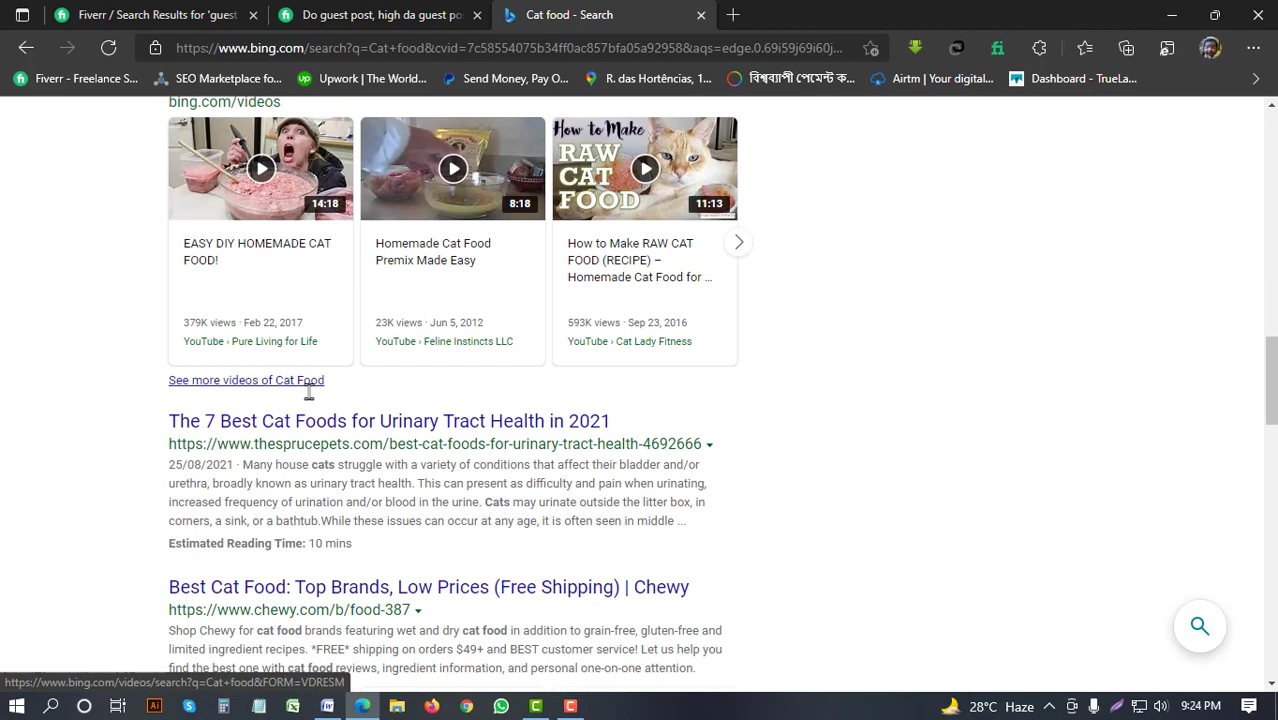 Fiverr / Search Results for 'guest
Do guest post, high da guest po
Cat food - Search
https://www.bing.com/search?q=Cat+food&cvid=7c58554075b34ff0ac857bfa05a92958&aqs=edge.0.69i59j69i60j...
Fiverr - Freelance S...
SEO Marketplace fo...
Upwork | The World...
Send Money, Pay O...
R. das Hortências, 1...
বিশ্বব্যাপী পেমেন্ট ক...
Airtm | Your digital...
Dashboard - TrueLa...
bing.com/videos
14:18
8:18
How to Make
RAW
CAT
FOOD
11:13
EASY DIY HOMEMADE CAT
FOOD!
Homemade Cat Food
Premix Made Easy
How to Make RAW CAT
FOOD (RECIPE) –
Homemade Cat Food for ...
379K views · Feb 22, 2017
23K views · Jun 5, 2012
593K views · Sep 23, 2016
YouTube › Pure Living for Life
YouTube › Feline Instincts LLC
YouTube › Cat Lady Fitness
See more videos of Cat Food
The 7 Best Cat Foods for Urinary Tract Health in 2021
https://www.thesprucepets.com/best-cat-foods-for-urinary-tract-health-4692666
25/08/2021 · Many house cats struggle with a variety of conditions that affect their bladder and/or
urethra, broadly known as urinary tract health. This can present as difficulty and pain when urinating,
increased frequency of urination and/or blood in the urine. Cats may urinate outside the litter box, in
corners, a sink, or a bathtub.While these issues can occur at any age, it is often seen in middle ...
Estimated Reading Time: 10 mins
Best Cat Food: Top Brands, Low Prices (Free Shipping) | Chewy
https://www.chewy.com/b/food-387
Shop Chewy for cat food brands featuring wet and dry cat food in addition to grain-free, gluten-free and
limited ingredient recipes. *FREE* shipping on orders $49+ and BEST customer service! Let us help you
find the best one with cat food reviews, ingredient information, and personal one-on-one attention.
https://www.bing.com/videos/search?q=Cat+food&FORM=VDRESM
28°C Haze
9:24 PM